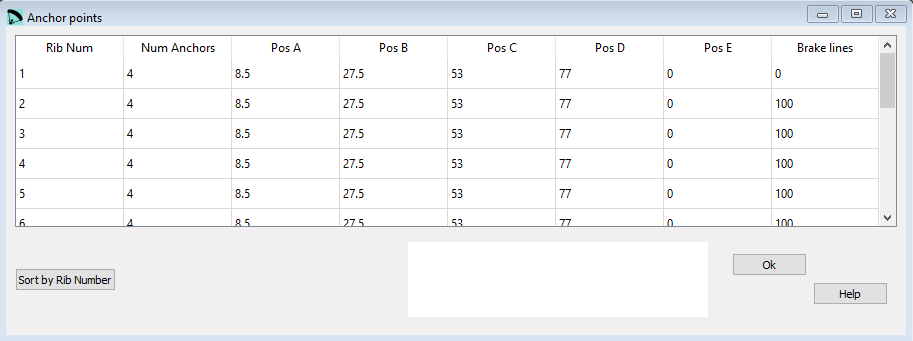 Anchor points
Rib Num Num Anchors Pos A Pos B Pos C Pos D Pos E Brake lines
1 4 8.5 27.5 53 77 0 0
2 4 8.5 27.5 53 77 0 100
3 4 8.5 27.5 53 77 0 100
4 4 8.5 27.5 53 77 0 100
5 4 8.5 27.5 53 77 0 100
6 4 8.5 27.5 53 77 0 100
Ok
Sort by Rib Number
Help